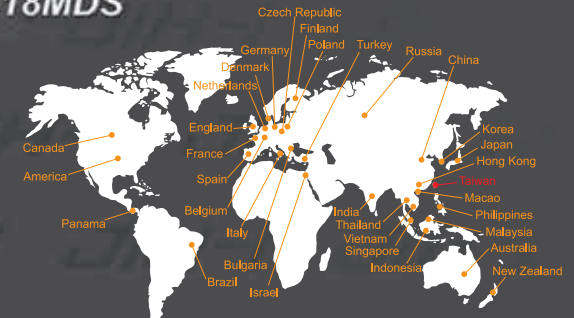 18MDS
Czech Republic
Finland
Germany
Poland
Turkey
Russia
China
Denmark
Netherlands
England
France
Spain
Belgium
Italy
Bulgaria
Israel
Canada
America
Panama
Brazil
Korea
Japan
Hong Kong
Taiwan
Macao
Philippines
India
Thailand
Vietnam
Singapore
Malaysia
Indonesia
Australia
New Zealand